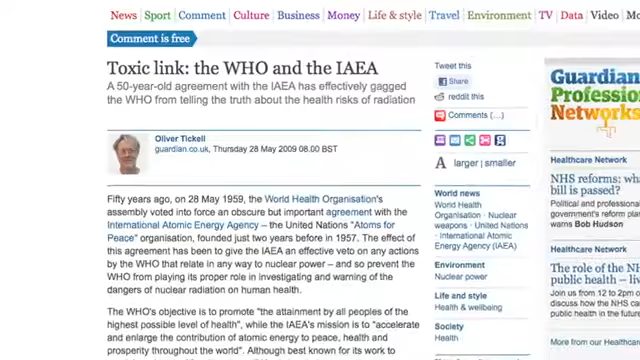 News Sport Comment Culture Business Money Life & style Travel Environment TV Data Video
Comment is free
Toxic link: the WHO and the IAEA
A 50-year-old agreement with the IAEA has effectively gagged
the WHO from telling the truth about the health risks of radiation
Oliver Tickell
guardian.co.uk, Thursday 28 May 2009 08.00 BST
Fifty years ago, on 28 May 1959, the World Health Organisation's
assembly voted into force an obscure but important agreement with the
International Atomic Energy Agency – the United Nations "Atoms for
Peace" organisation, founded just two years before in 1957. The effect of
this agreement has been to give the IAEA an effective veto on any actions
by the WHO that relate in any way to nuclear power – and so prevent the
WHO from playing its proper role in investigating and warning of the
dangers of nuclear radiation on human health.
The WHO's objective is to promote "the attainment by all peoples of the
highest possible level of health", while the IAEA's mission is to "accelerate
and enlarge the contribution of atomic energy to peace, health and
prosperity throughout the world". Although best known for its work to
Tweet this
Share
reddit this
Comments (…)
A larger | smaller
World news
World Health
Organisation · Nuclear
weapons · United Nations
· International Atomic
Energy Agency (IAEA)
Environment
Nuclear power
Life and style
Health & wellbeing
Society
Health
Guardian
Profession
Networks
Healthcare Network
NHS reforms: wha
bill is passed?
Political and professional
government's reform plan
warns Bob Hudson
Healthcare Network
The role of the NH
public health – live
Join us from 12 to 2pm o
discuss how the NHS ca
public health in the future
More from our Healthcare